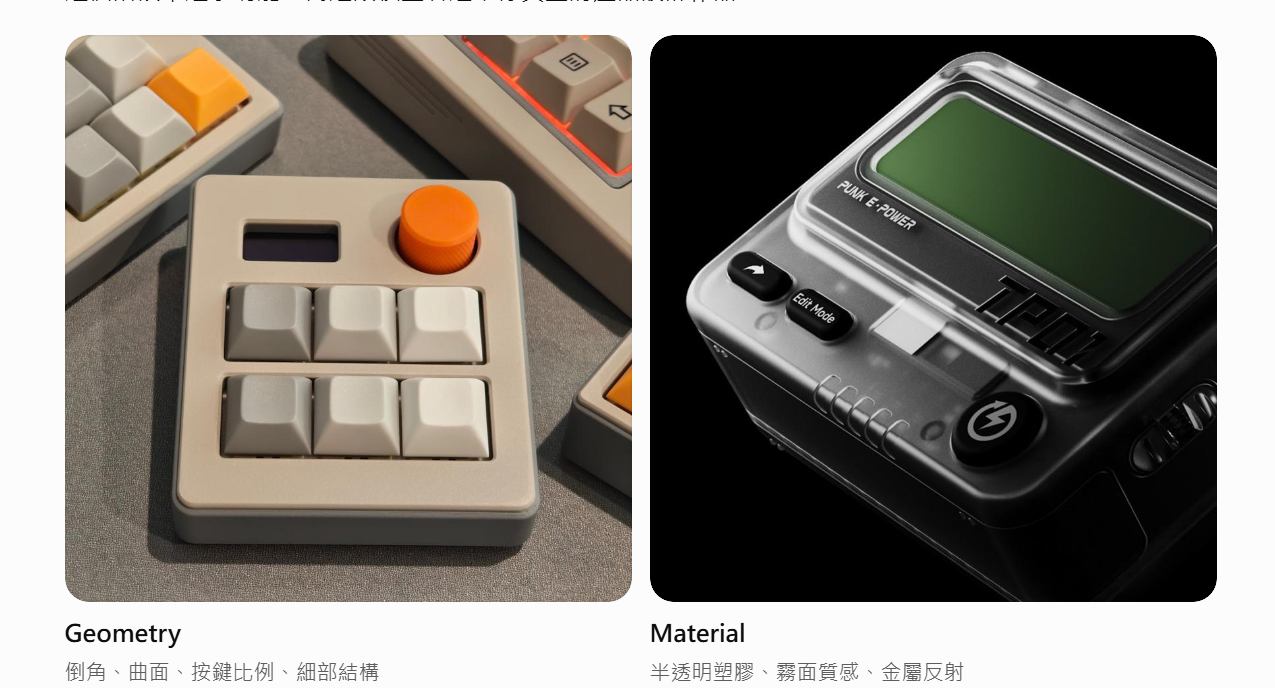 PUNK E·POWER
Edit Mode
Geometry
倒角、曲面、按鍵比例、細部結構
Material
半透明塑膠、霧面質感、金屬反射